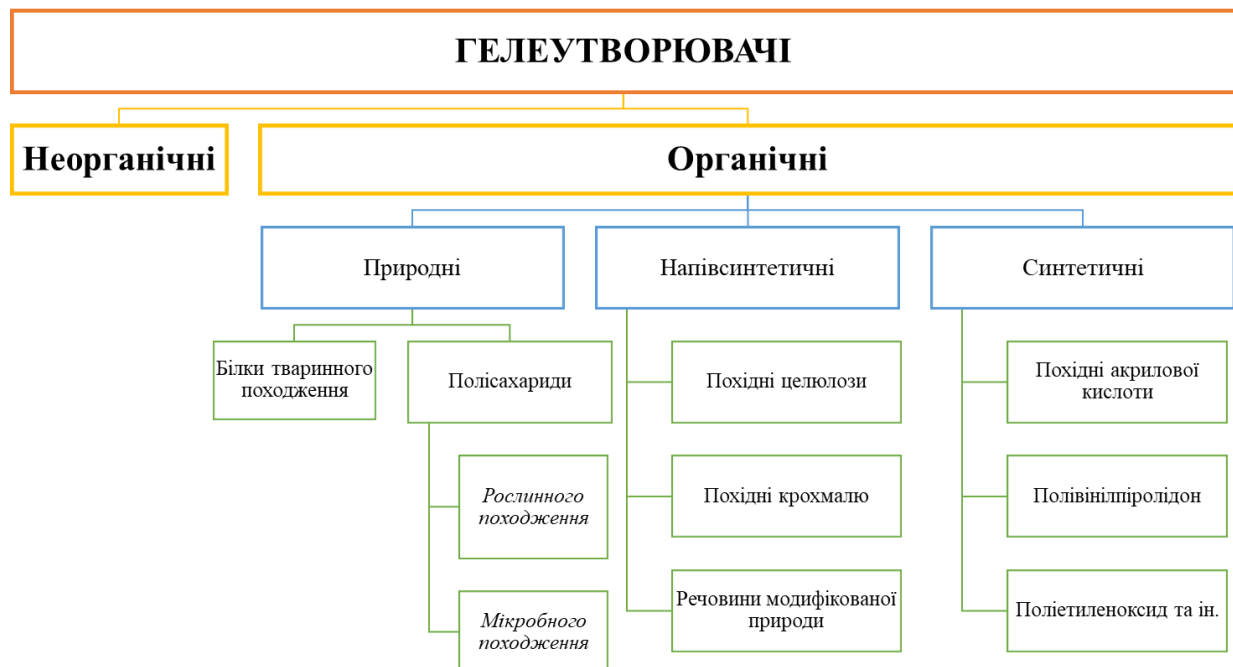 ГЕЛЕУТВОРЮВАЧІ
Неорганічні
Органічні
Природні
Напівсинтетичні
Синтетичні
Білки тваринного
походження
Полісахариди
Рослинного
походження
Мікробного
походження
Похідні целюлози
Похідні крохмалю
Речовини модифікованої
природи
Похідні акрилової
кислоти
Полівінілпіролідон
Поліетиленоксид та ін.